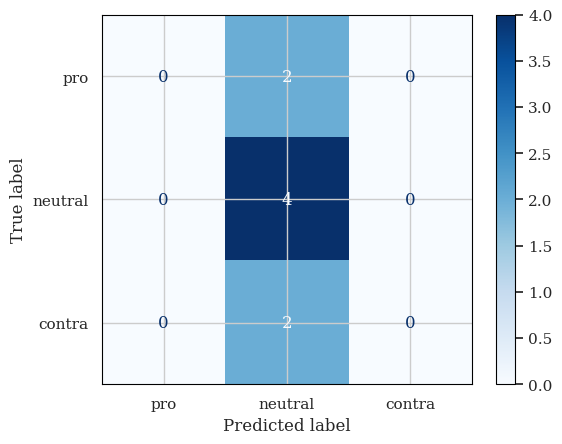 pro
neutral
contra
True label
0 2 0
0 4 0
0 2 0
pro neutral contra
Predicted label
4.0
3.5
3.0
2.5
2.0
1.5
1.0
0.5
0.0